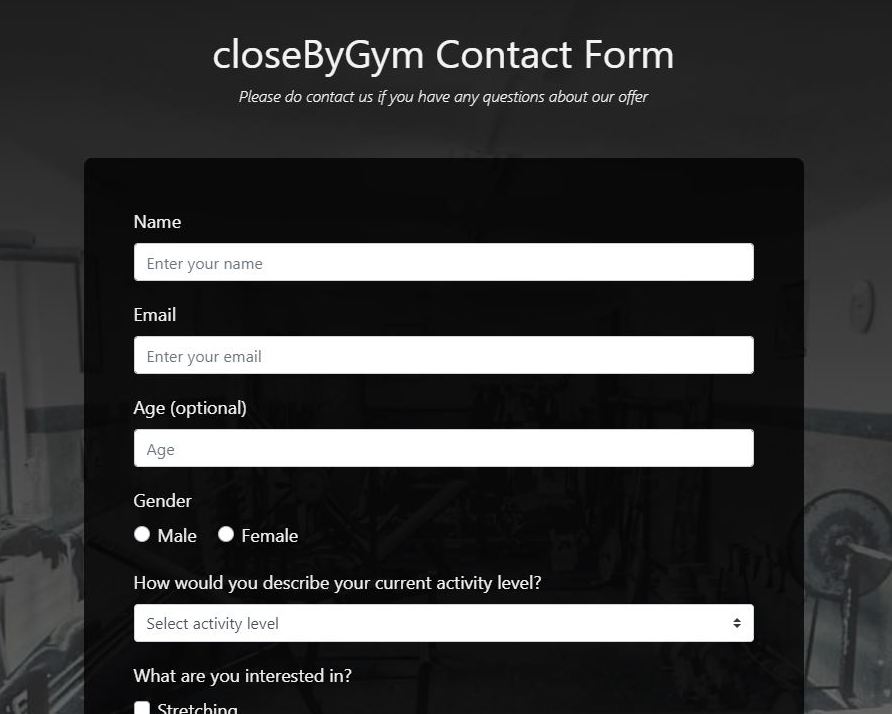 closeByGym Contact Form
Please do contact us if you have any questions about our offer
Name
Enter your name
Email
Enter your email
Age (optional)
Age
Gender
Male Female
How would you describe your current activity level?
Select activity level
What are you interested in?
Stretching